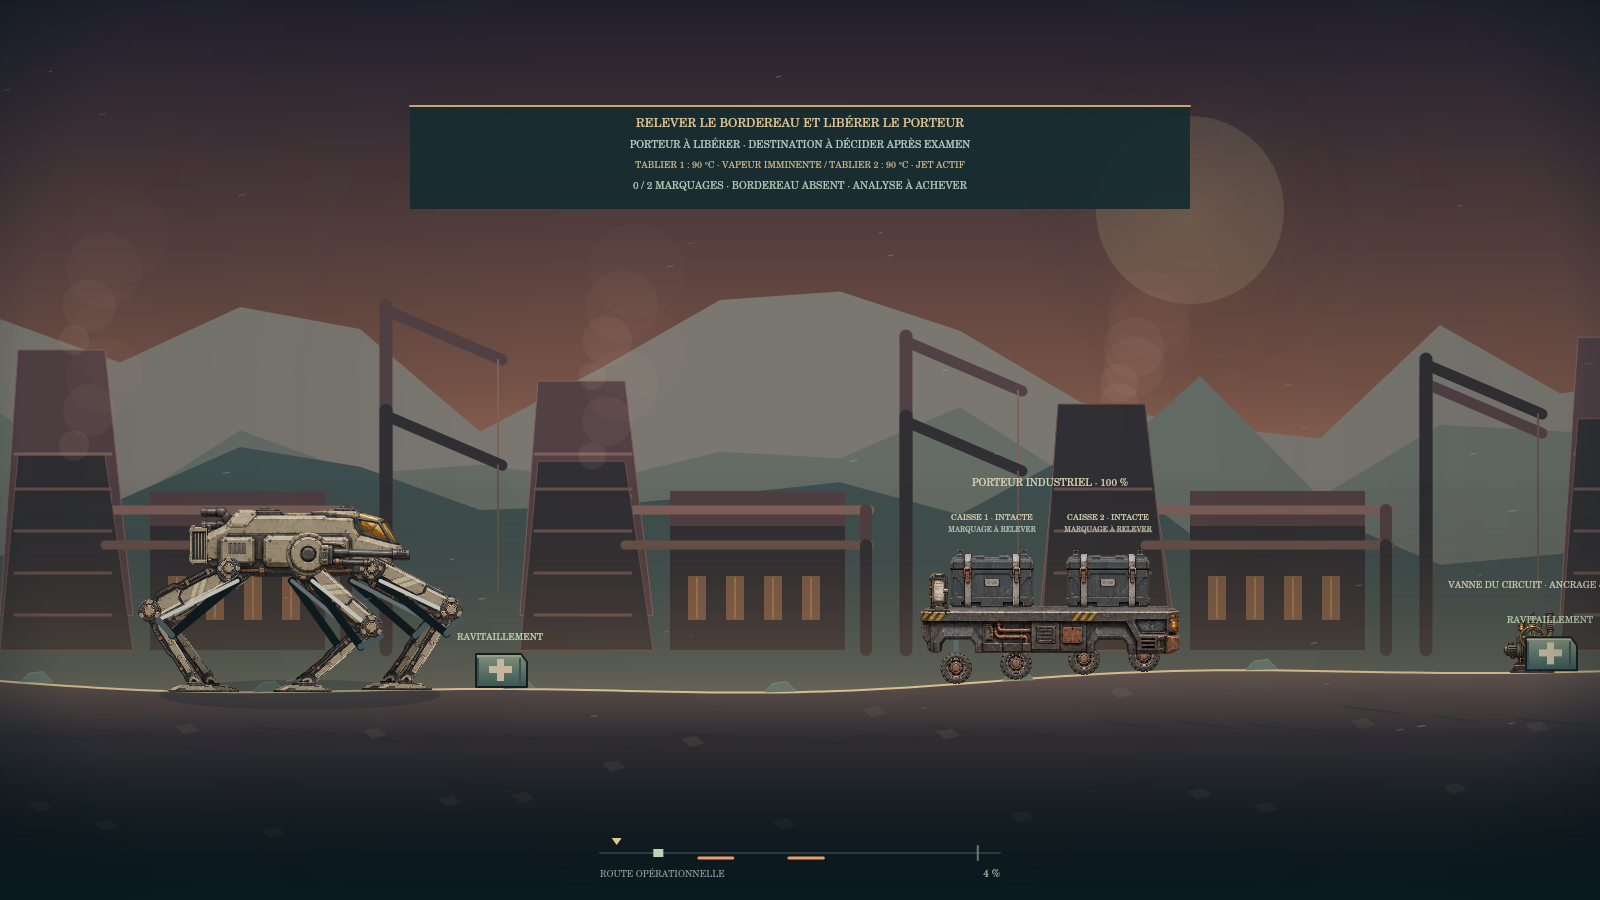 RELEVER LE BORDEREAU ET LIBÉRER LE PORTEUR
PORTEUR À LIBÉRER · DESTINATION À DÉCIDER APRÈS EXAMEN
TABLIER 1 : 90 °C · VAPEUR IMMINENTE / TABLIER 2 : 90 °C · JET ACTIF
0 / 2 MARQUAGES · BORDEREAU ABSENT · ANALYSE À ACHEVER
PORTEUR INDUSTRIEL · 100 %
CAISSE 1 · INTACTE
MARQUAGE À RELEVER
CAISSE 2 · INTACTE
MARQUAGE À RELEVER
VANNE DU CIRCUIT · ANCRAGE
RAVITAILLEMENT
RAVITAILLEMENT
ROUTE OPÉRATIONNELLE
4 %